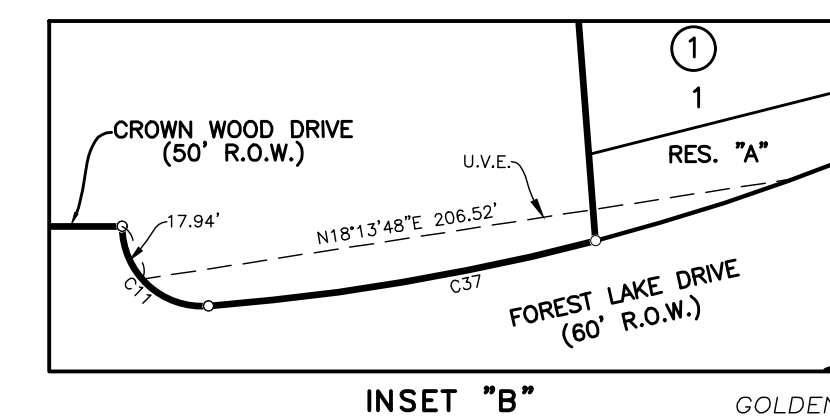 1
1
CROWN WOOD DRIVE
(50' R.O.W.)
RES. "A"
U.V.E.
17.94'
N18°13'48"E 206.52'
C11
C37
FOREST LAKE DRIVE
(60' R.O.W.)
INSET "B"
GOLDEN